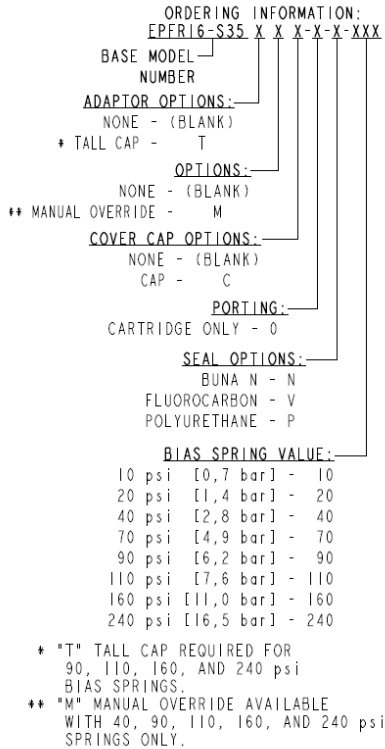 ORDERING INFORMATION:
EPFR16-S35 X X X-X-X-XXX
BASE MODEL
NUMBER
ADAPTOR OPTIONS:
NONE - (BLANK)
* TALL CAP - T
OPTIONS:
NONE - (BLANK)
** MANUAL OVERRIDE - M
COVER CAP OPTIONS:
NONE - (BLANK)
CAP - C
PORTING:
CARTRIDGE ONLY - 0
SEAL OPTIONS:
BUNA N - N
FLUOROCARBON - V
POLYURETHANE - P
BIAS SPRING VALUE:
10 psi [0,7 bar] - 10
20 psi [1,4 bar] - 20
40 psi [2,8 bar] - 40
70 psi [4,9 bar] - 70
90 psi [6,2 bar] - 90
110 psi [7,6 bar] - 110
160 psi [11,0 bar] - 160
240 psi [16,5 bar] - 240
* "T" TALL CAP REQUIRED FOR
90, 110, 160, AND 240 psi
BIAS SPRINGS.
** "M" MANUAL OVERRIDE AVAILABLE
WITH 40, 90, 110, 160, AND 240 psi
SPRINGS ONLY.